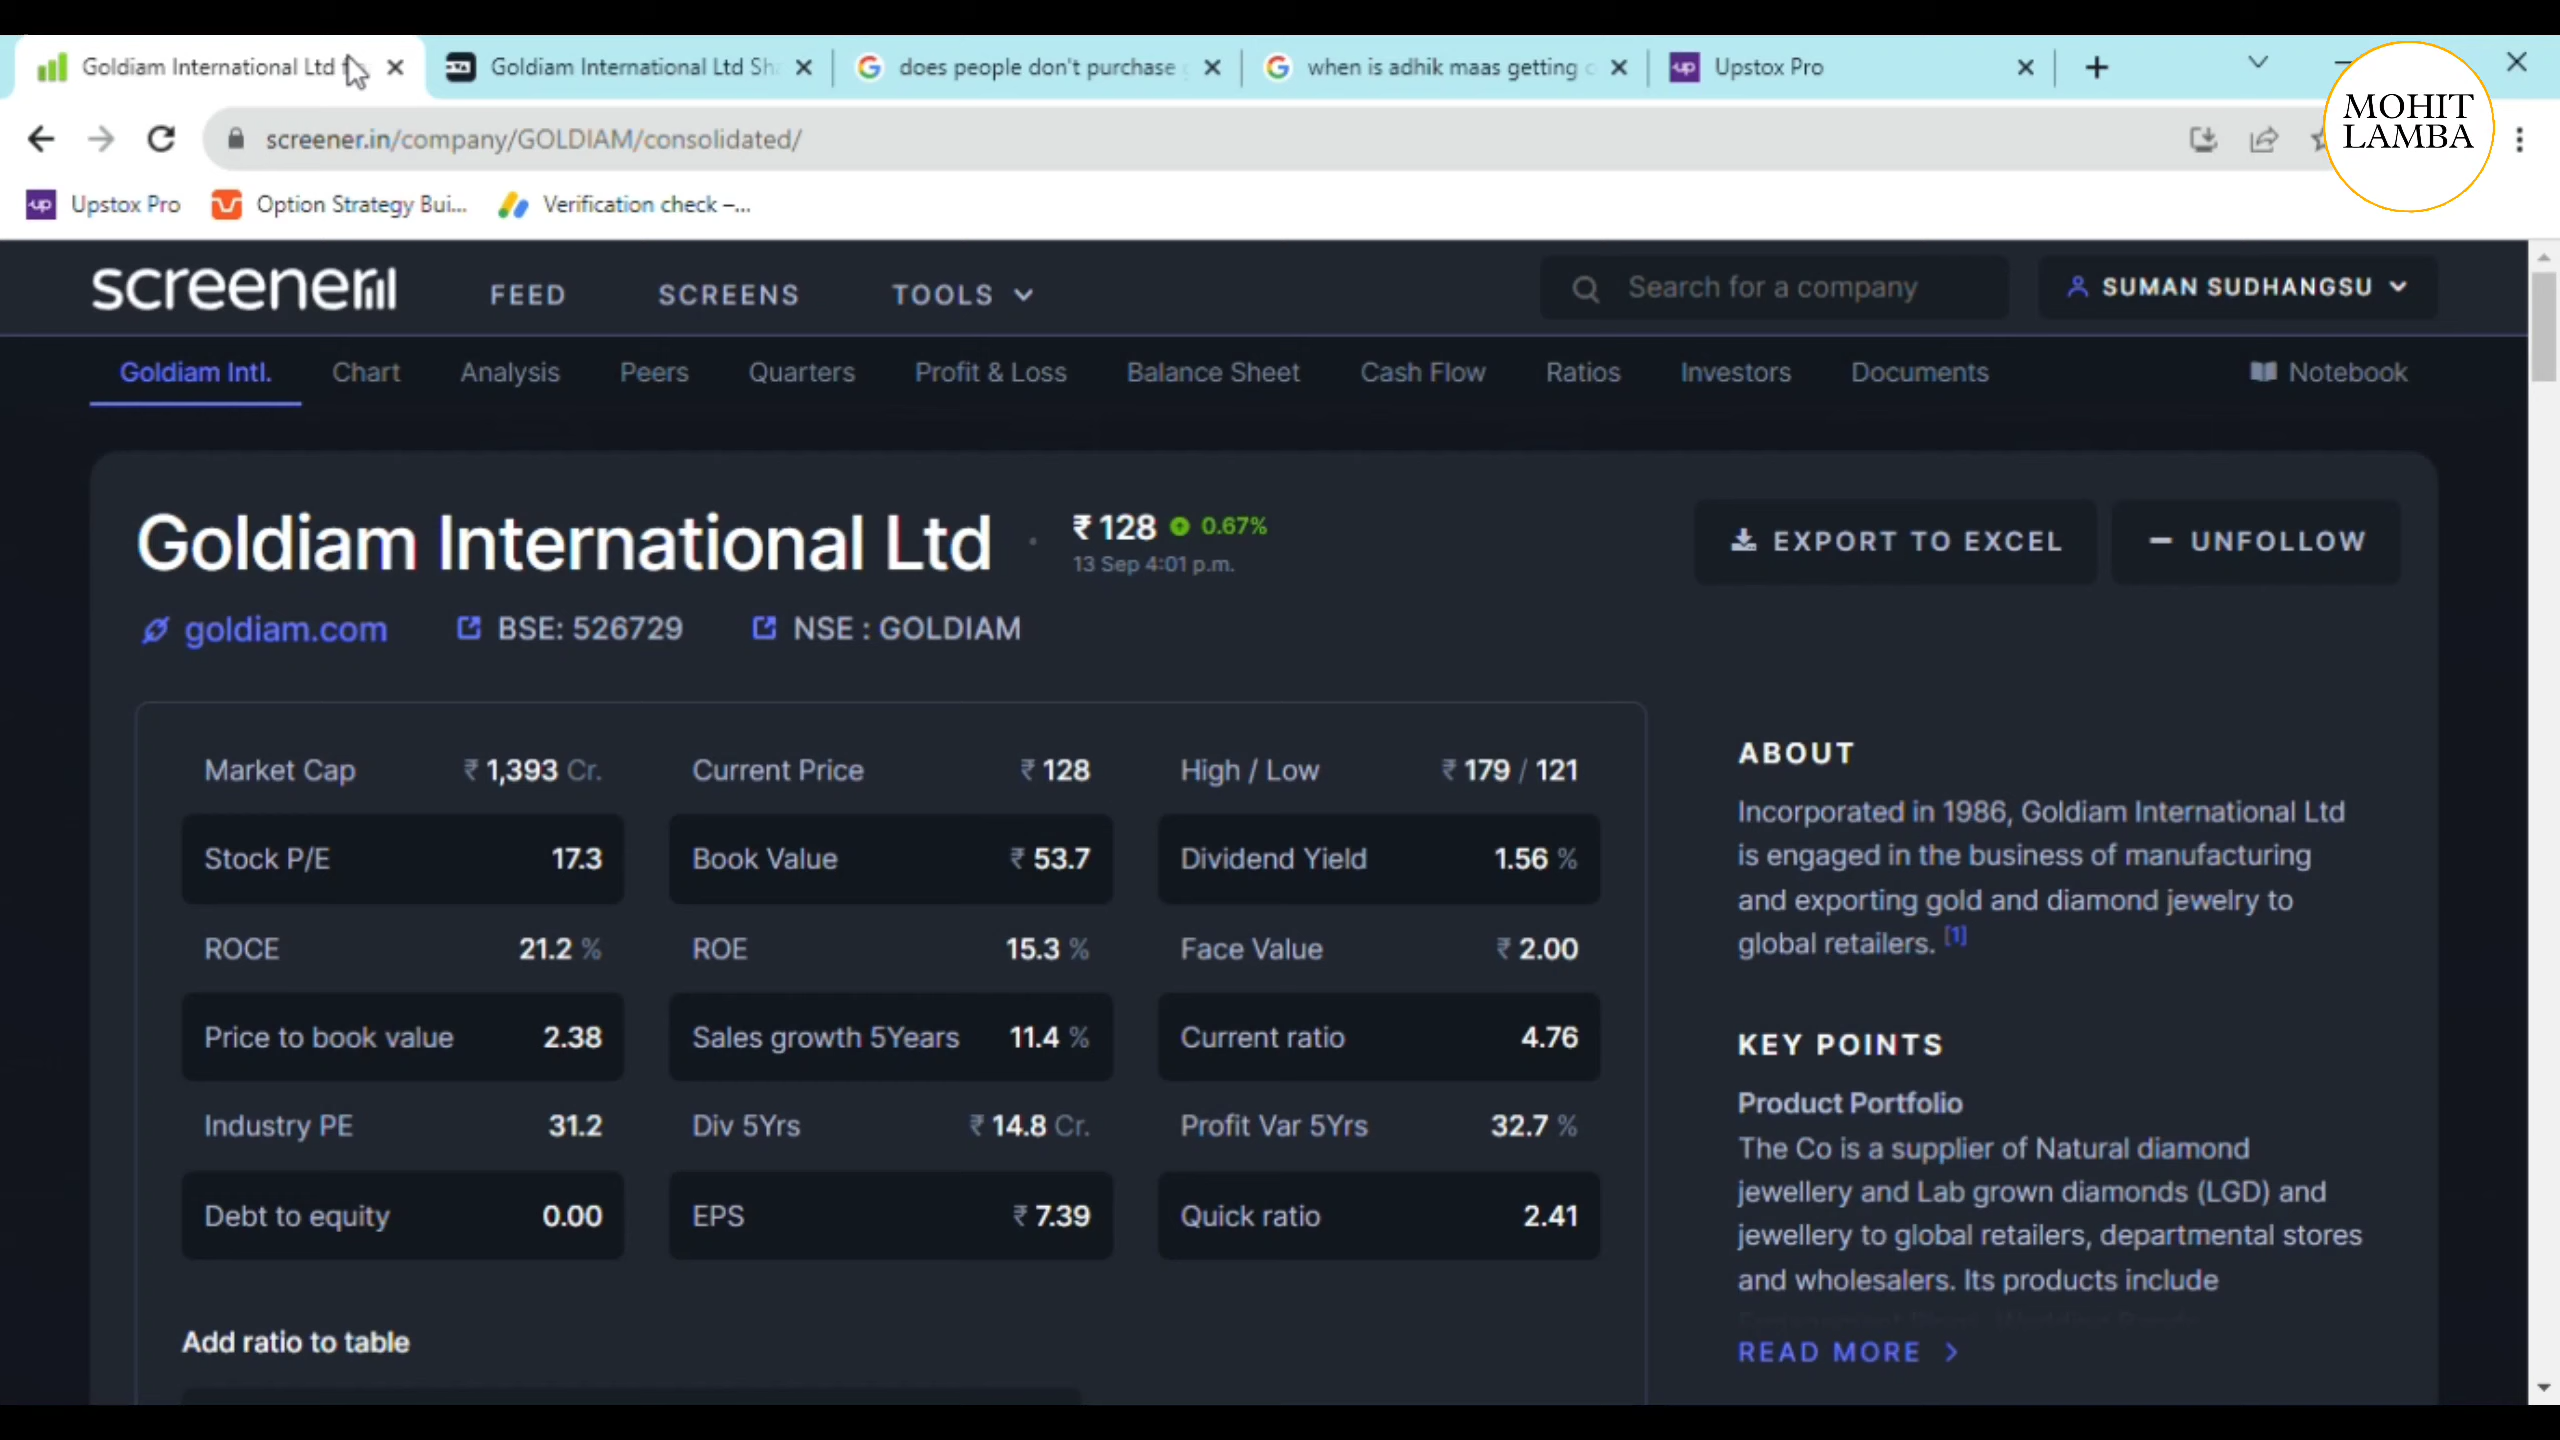 Goldiam International Ltd
Goldiam International Ltd Sh
does people don't purchase
when is adhik maas getting
Upstox Pro
MOHIT
LAMBA
screener.in/company/GOLDIAM/consolidated/
Upstox Pro
Option Strategy Bui...
Verification check –...
screener
FEED
SCREENS
TOOLS
Search for a company
SUMAN SUDHANGSU
Goldiam Intl.
Chart
Analysis
Peers
Quarters
Profit & Loss
Balance Sheet
Cash Flow
Ratios
Investors
Documents
Notebook
Goldiam International Ltd
₹ 128 0.67%
13 Sep 4:01 p.m.
EXPORT TO EXCEL
UNFOLLOW
goldiam.com
BSE: 526729
NSE : GOLDIAM
Market Cap ₹ 1,393 Cr.
Current Price ₹ 128
High / Low ₹ 179 / 121
Stock P/E 17.3
Book Value ₹ 53.7
Dividend Yield 1.56 %
ROCE 21.2 %
ROE 15.3 %
Face Value ₹ 2.00
Price to book value 2.38
Sales growth 5Years 11.4 %
Current ratio 4.76
Industry PE 31.2
Div 5Yrs ₹ 14.8 Cr.
Profit Var 5Yrs 32.7 %
Debt to equity 0.00
EPS ₹ 7.39
Quick ratio 2.41
Add ratio to table
ABOUT
Incorporated in 1986, Goldiam International Ltd
is engaged in the business of manufacturing
and exporting gold and diamond jewelry to
global retailers. [1]
KEY POINTS
Product Portfolio
The Co is a supplier of Natural diamond
jewellery and Lab grown diamonds (LGD) and
jewellery to global retailers, departmental stores
and wholesalers. Its products include
READ MORE